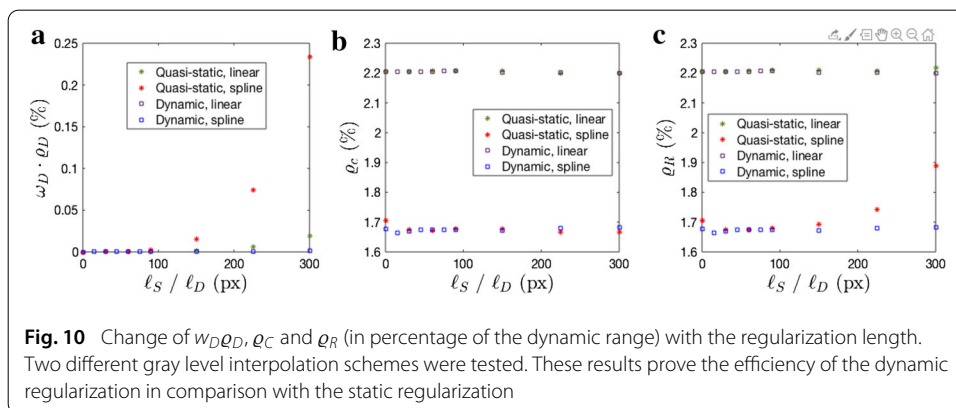 a
0.25
0.2
0.15
0.1
0.05
0
0 100 200 300
ω_D · ϱ_D (%)
ℓ_S / ℓ_D (px)
Quasi-static, linear
Quasi-static, spline
Dynamic, linear
Dynamic, spline
b
2.3
2.2
2.1
2
1.9
1.8
1.7
1.6
0 100 200 300
ϱ_c (%)
ℓ_S / ℓ_D (px)
Quasi-static, linear
Quasi-static, spline
Dynamic, linear
Dynamic, spline
c
2.3
2.2
2.1
2
1.9
1.8
1.7
1.6
0 100 200 300
ϱ_R (%)
ℓ_S / ℓ_D (px)
Quasi-static, linear
Quasi-static, spline
Dynamic, linear
Dynamic, spline
Fig. 10 Change of w_Dϱ_D, ϱ_C and ϱ_R (in percentage of the dynamic range) with the regularization length.
Two different gray level interpolation schemes were tested. These results prove the efficiency of the dynamic
regularization in comparison with the static regularization